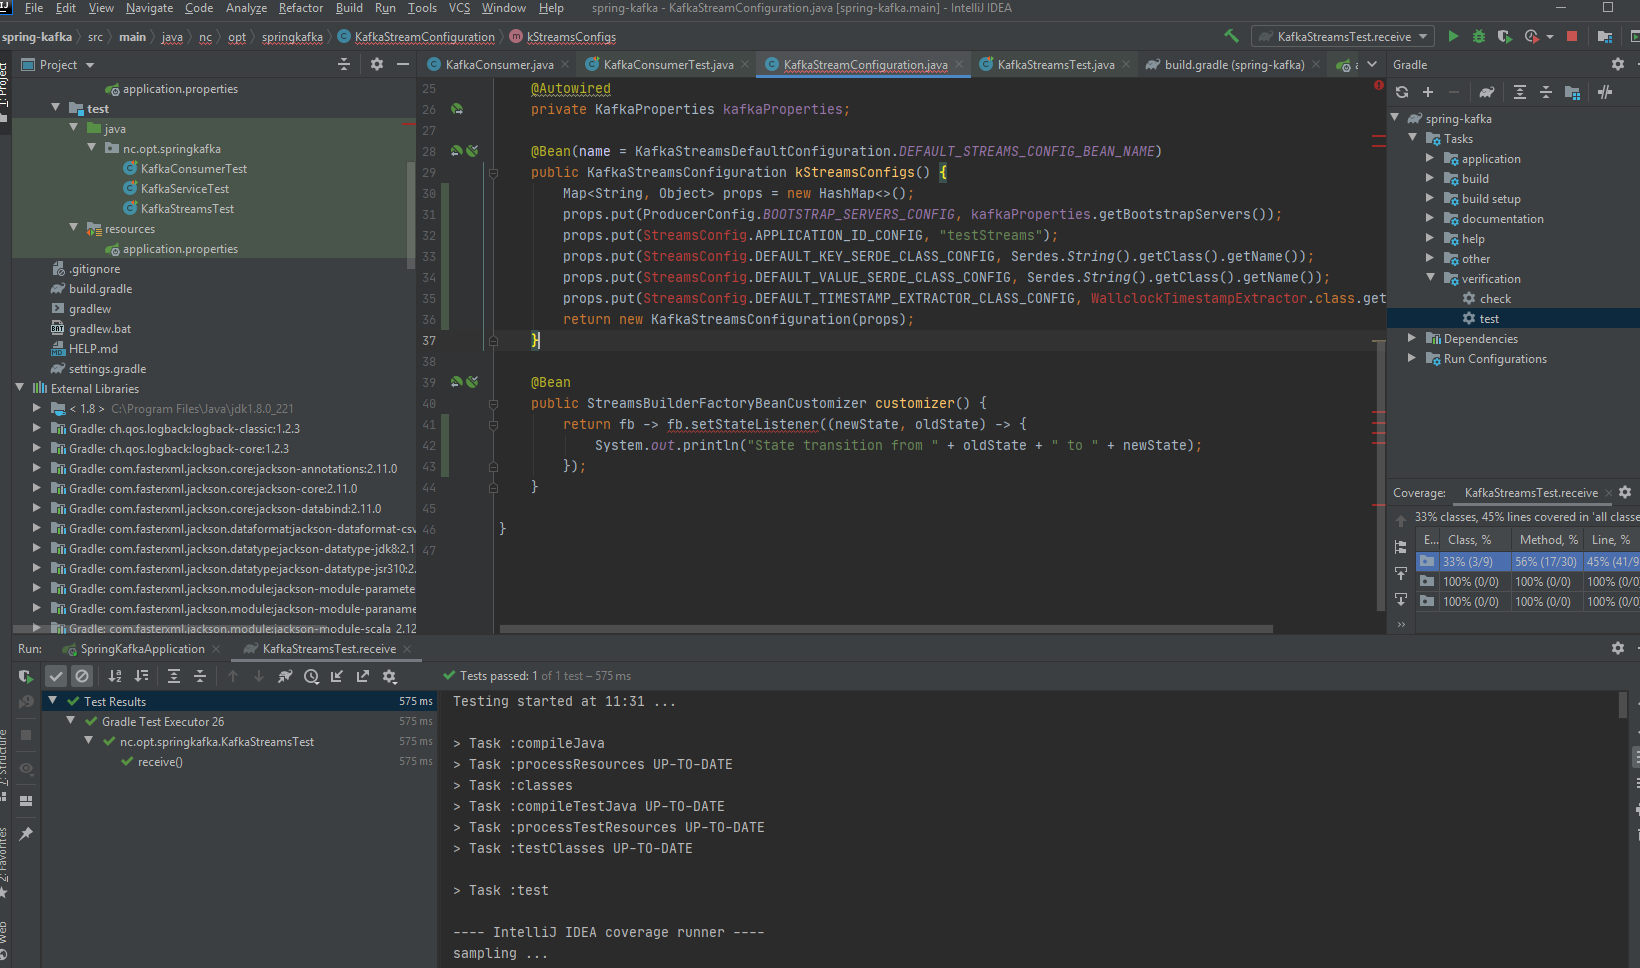 File Edit View Navigate Code Analyze Refactor Build Run Tools VCS Window Help spring-kafka - KafkaStreamConfiguration.java [spring-kafka.main] - IntelliJ IDEA
spring-kafka src main java nc opt springkafka KafkaStreamConfiguration kStreamsConfigs KafkaStreamsTest.receive
Project
KafkaConsumer.java KafkaConsumerTest.java KafkaStreamConfiguration.java KafkaStreamsTest.java build.gradle (spring-kafka) a
Gradle
1: Project
application.properties
test
java
nc.opt.springkafka
KafkaConsumerTest
KafkaServiceTest
KafkaStreamsTest
resources
application.properties
.gitignore
build.gradle
gradlew
gradlew.bat
HELP.md
settings.gradle
External Libraries
< 1.8 > C:\Program Files\Java\jdk1.8.0_221
Gradle: ch.qos.logback:logback-classic:1.2.3
Gradle: ch.qos.logback:logback-core:1.2.3
Gradle: com.fasterxml.jackson.core:jackson-annotations:2.11.0
Gradle: com.fasterxml.jackson.core:jackson-core:2.11.0
Gradle: com.fasterxml.jackson.core:jackson-databind:2.11.0
Gradle: com.fasterxml.jackson.dataformat:jackson-dataformat-csv
Gradle: com.fasterxml.jackson.datatype:jackson-datatype-jdk8:2.1
Gradle: com.fasterxml.jackson.datatype:jackson-datatype-jsr310:2.
Gradle: com.fasterxml.jackson.module:jackson-module-paramete
Gradle: com.fasterxml.jackson.module:jackson-module-paraname
Gradle: com.fasterxml.jackson.module:jackson-module-scala_2.12
25 @Autowired
26 private KafkaProperties kafkaProperties;
27
28 @Bean(name = KafkaStreamsDefaultConfiguration.DEFAULT_STREAMS_CONFIG_BEAN_NAME)
29 public KafkaStreamsConfiguration kStreamsConfigs() {
30 Map<String, Object> props = new HashMap<>();
31 props.put(ProducerConfig.BOOTSTRAP_SERVERS_CONFIG, kafkaProperties.getBootstrapServers());
32 props.put(StreamsConfig.APPLICATION_ID_CONFIG, "testStreams");
33 props.put(StreamsConfig.DEFAULT_KEY_SERDE_CLASS_CONFIG, Serdes.String().getClass().getName());
34 props.put(StreamsConfig.DEFAULT_VALUE_SERDE_CLASS_CONFIG, Serdes.String().getClass().getName());
35 props.put(StreamsConfig.DEFAULT_TIMESTAMP_EXTRACTOR_CLASS_CONFIG, WallclockTimestampExtractor.class.get
36 return new KafkaStreamsConfiguration(props);
37 }
38
39 @Bean
40 public StreamsBuilderFactoryBeanCustomizer customizer() {
41 return fb -> fb.setStateListener((newState, oldState) -> {
42 System.out.println("State transition from " + oldState + " to " + newState);
43 });
44 }
45
46 }
47
spring-kafka
Tasks
application
build
build setup
documentation
help
other
verification
check
test
Dependencies
Run Configurations
Coverage: KafkaStreamsTest.receive
33% classes, 45% lines covered in 'all classe
E... Class, % Method, % Line, %
33% (3/9) 56% (17/30) 45% (41/9
100% (0/0) 100% (0/0) 100% (0/0
100% (0/0) 100% (0/0) 100% (0/0
Run: SpringKafkaApplication KafkaStreamsTest.receive
Tests passed: 1 of 1 test – 575 ms
Test Results 575 ms
Gradle Test Executor 26 575 ms
nc.opt.springkafka.KafkaStreamsTest 575 ms
receive() 575 ms
Testing started at 11:31 ...
> Task :compileJava
> Task :processResources UP-TO-DATE
> Task :classes
> Task :compileTestJava UP-TO-DATE
> Task :processTestResources UP-TO-DATE
> Task :testClasses UP-TO-DATE
> Task :test
---- IntelliJ IDEA coverage runner ----
sampling ...
7: Structure
2: Favorites
Web